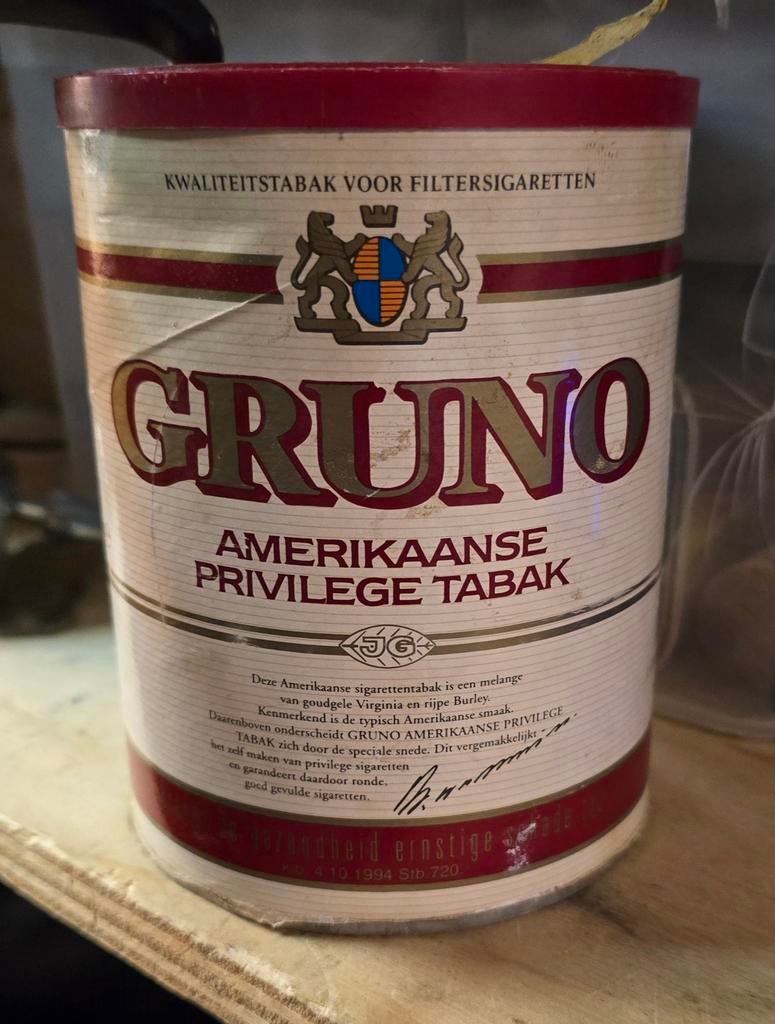 KWALITEITSTABAK VOOR FILTERSIGARETTEN
GRUNO
AMERIKAANSE
PRIVILEGE TABAK
JG
Deze Amerikaanse sigarettentabak is een melange
van goudgele Virginia en rijpe Burley.
Kenmerkend is de typisch Amerikaanse smaak.
Daarenboven onderscheidt GRUNO AMERIKAANSE PRIVILEGE
TABAK zich door de speciale snede. Dit vergemakkelijkt
het zelf maken van privilege sigaretten
en garandeert daardoor ronde,
goed gevulde sigaretten.
de gezondheid ernstige schade
K.b. 4.10.1994 Stb.720